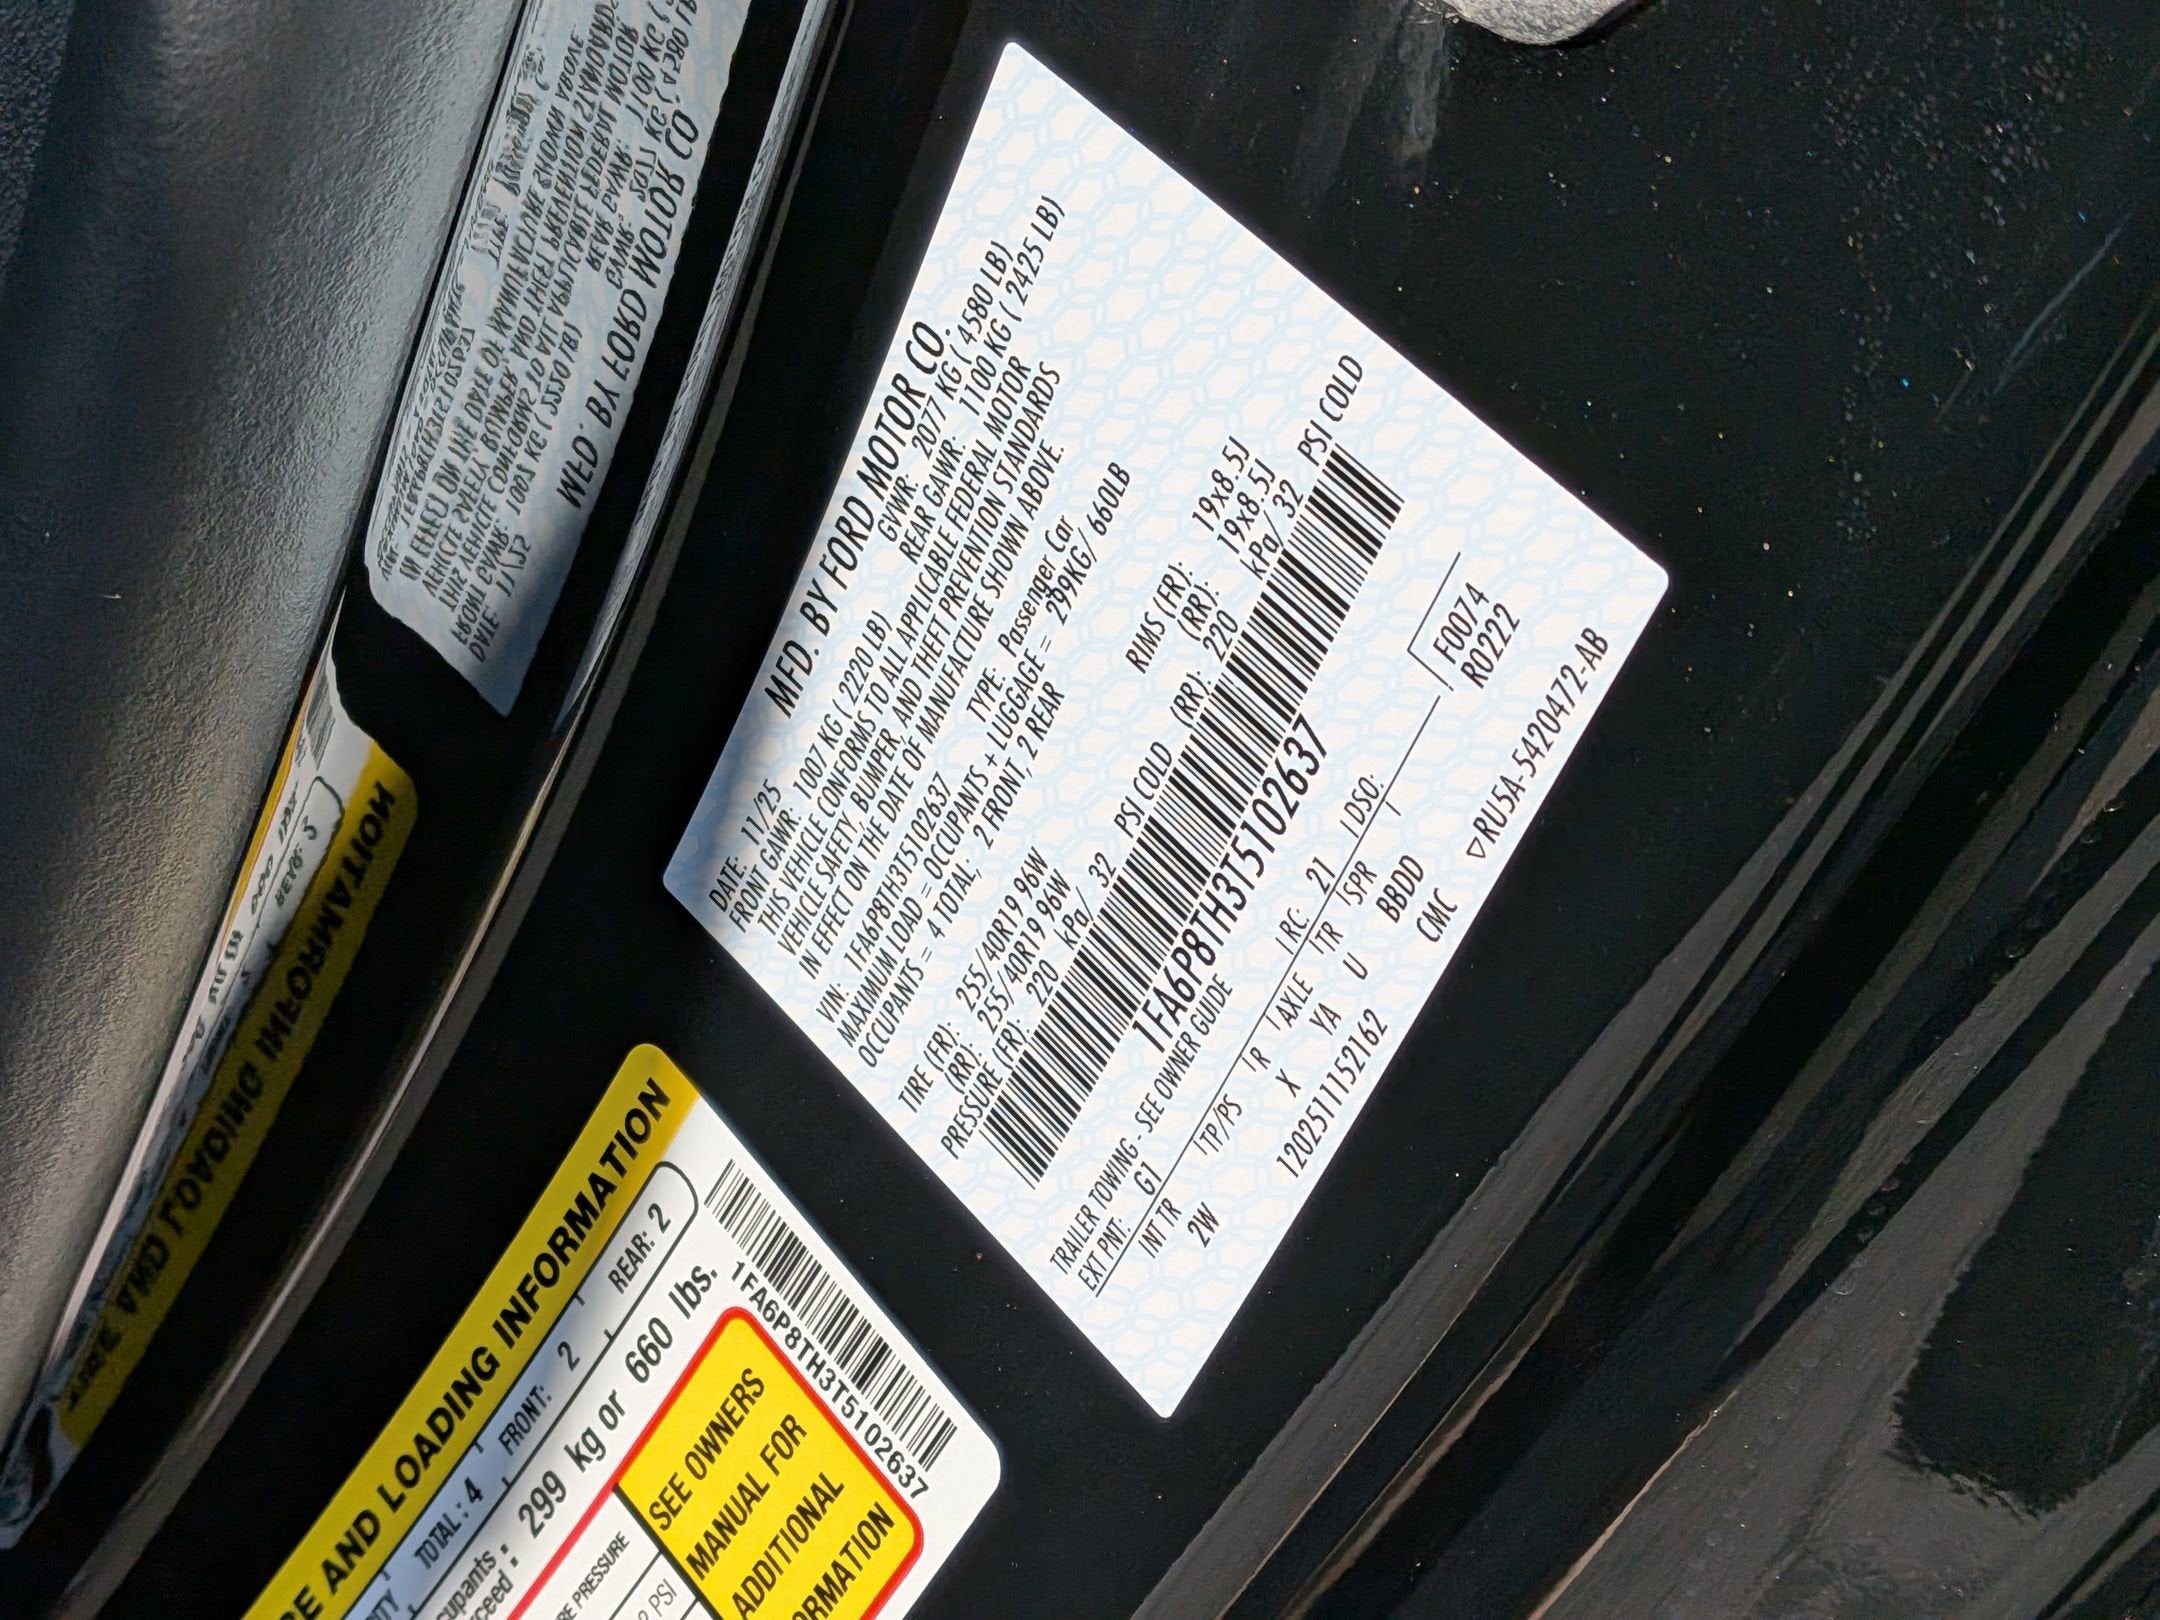 MFD. BY FORD MOTOR CO.
DATE: 11/25 GVWR: 2077 KG ( 4580 LB)
FRONT GAWR: 1007 KG ( 2220 LB) REAR GAWR: 1100 KG ( 2425 LB)
THIS VEHICLE CONFORMS TO ALL APPLICABLE FEDERAL MOTOR
VEHICLE SAFETY, BUMPER, AND THEFT PREVENTION STANDARDS
IN EFFECT ON THE DATE OF MANUFACTURE SHOWN ABOVE.
VIN: 1FA6P8TH3T5102637 TYPE: Passenger Car
MAXIMUM LOAD = OCCUPANTS + LUGGAGE = 299KG/ 660LB
OCCUPANTS = 4 TOTAL, 2 FRONT, 2 REAR
TIRE (FR): 255/40R19 96W RIMS (FR): 19x8.5J
(RR): 255/40R19 96W (RR): 19x8.5J
PRESSURE (FR): 220 kPa/ 32 PSI COLD (RR): 220 kPa/ 32 PSI COLD
1FA6P8TH3T5102637
TRAILER TOWING - SEE OWNER GUIDE
EXT PNT: G1 RC: 21 DSO:
INT TR TP/PS R AXLE TR SPR F0074
2W X YA U BBDD R0222
CMC
1202511152162 ▽RU5A-5420472-AB
RE AND LOADING INFORMATION
TOTAL: 4 FRONT: 2 REAR: 2
299 kg or 660 lbs.
PRESSURE
PSI
SEE OWNERS
MANUAL FOR
ADDITIONAL
ORMATION
1FA6P8TH3T5102637